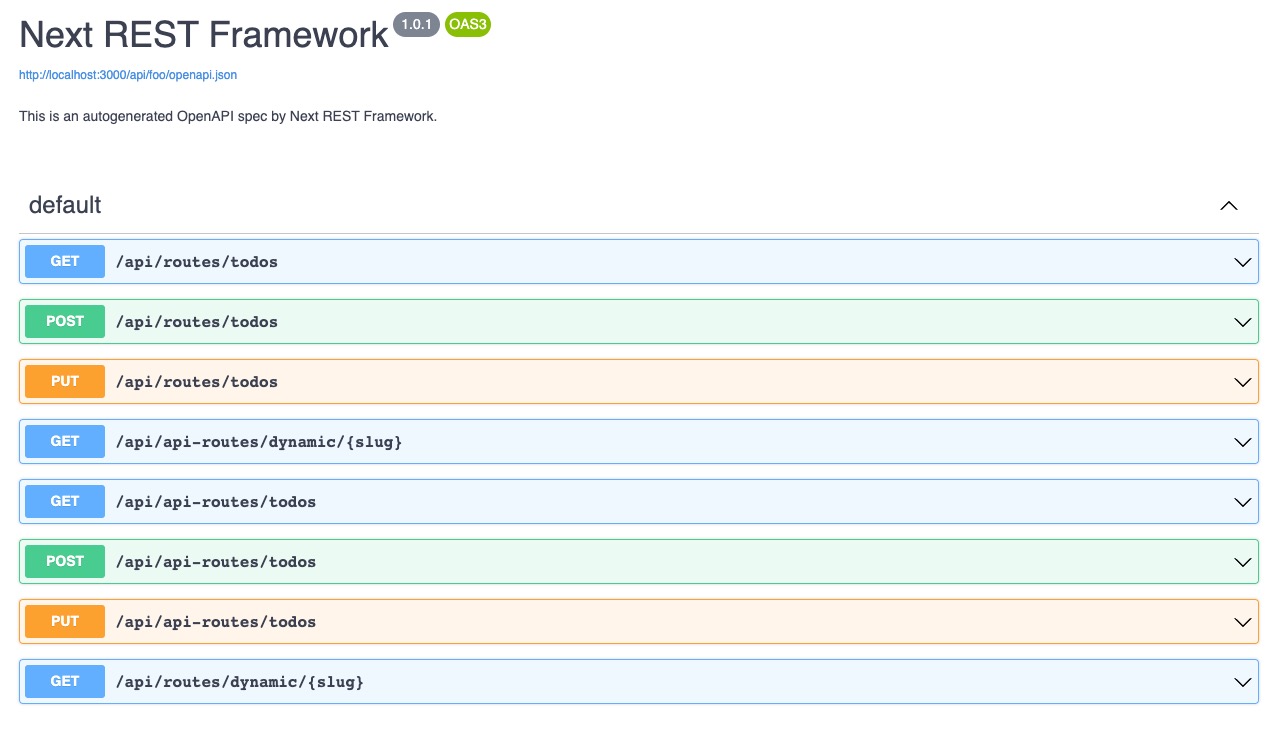 Next REST Framework 1.0.1 OAS3
http://localhost:3000/api/foo/openapi.json
This is an autogenerated OpenAPI spec by Next REST Framework.
default
GET /api/routes/todos
POST /api/routes/todos
PUT /api/routes/todos
GET /api/api-routes/dynamic/{slug}
GET /api/api-routes/todos
POST /api/api-routes/todos
PUT /api/api-routes/todos
GET /api/routes/dynamic/{slug}